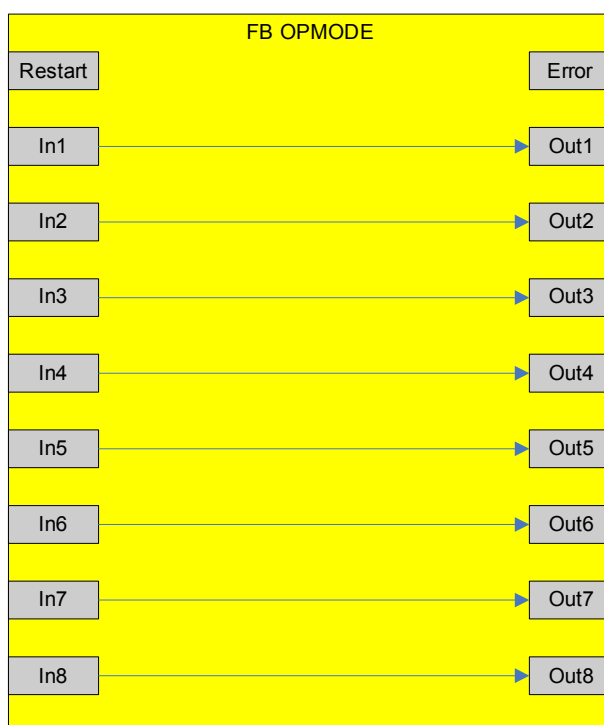 FB OPMODE
Restart Error
In1 Out1
In2 Out2
In3 Out3
In4 Out4
In5 Out5
In6 Out6
In7 Out7
In8 Out8